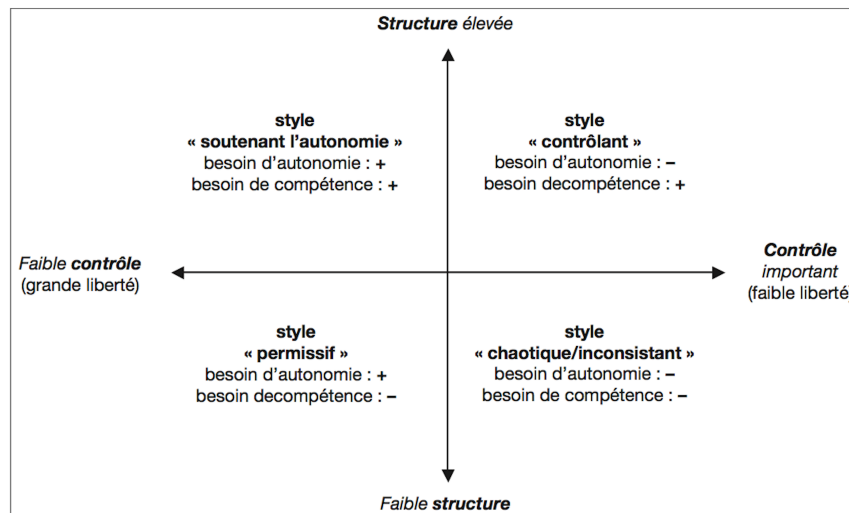 Structure élevée
style
« soutenant l'autonomie »
besoin d'autonomie : +
besoin de compétence : +
style
« contrôlant »
besoin d'autonomie : –
besoin decompétence : +
Faible contrôle
(grande liberté)
Contrôle
important
(faible liberté)
style
« permissif »
besoin d'autonomie : +
besoin decompétence : –
style
« chaotique/inconsistant »
besoin d'autonomie : –
besoin de compétence : –
Faible structure